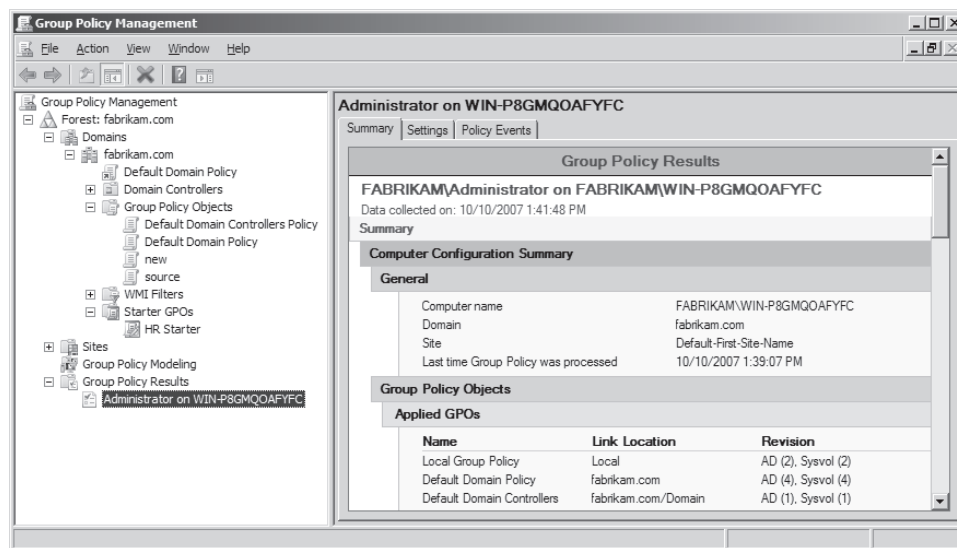 Group Policy Management
File Action View Window Help
Group Policy Management
Forest: fabrikam.com
Domains
fabrikam.com
Default Domain Policy
Domain Controllers
Group Policy Objects
Default Domain Controllers Policy
Default Domain Policy
new
source
WMI Filters
Starter GPOs
HR Starter
Sites
Group Policy Modeling
Group Policy Results
Administrator on WIN-P8GMQOAFYFC
Administrator on WIN-P8GMQOAFYFC
Summary Settings Policy Events
Group Policy Results
FABRIKAM\Administrator on FABRIKAM\WIN-P8GMQOAFYFC
Data collected on: 10/10/2007 1:41:48 PM
Summary
Computer Configuration Summary
General
Computer name FABRIKAM\WIN-P8GMQOAFYFC
Domain fabrikam.com
Site Default-First-Site-Name
Last time Group Policy was processed 10/10/2007 1:39:07 PM
Group Policy Objects
Applied GPOs
Name Link Location Revision
Local Group Policy Local AD (2), Sysvol (2)
Default Domain Policy fabrikam.com AD (4), Sysvol (4)
Default Domain Controllers fabrikam.com/Domain AD (1), Sysvol (1)